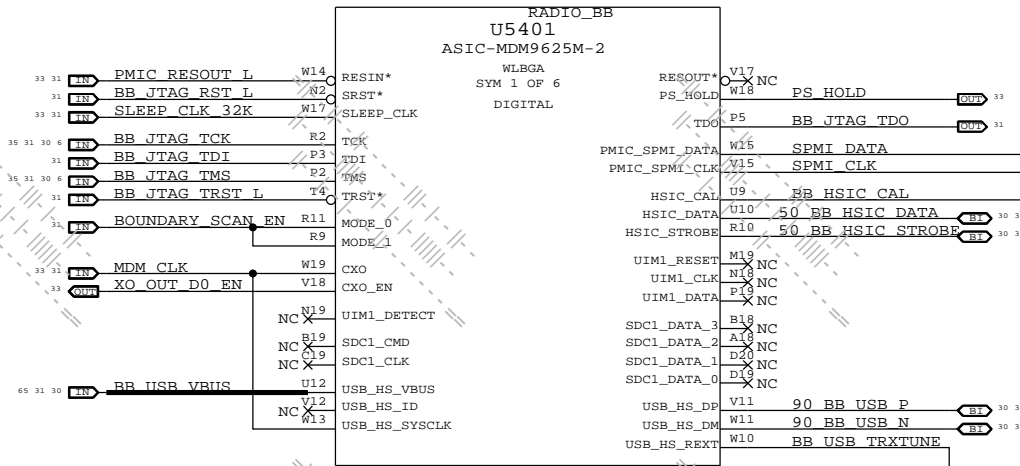 RADIO_BB
U5401
ASIC-MDM9625M-2
WLBGA
SYM 1 OF 6
DIGITAL
33 31 IN PMIC_RESOUT_L W14 RESIN* RESOUT* V17 NC
31 IN BB_JTAG_RST_L N2 SRST* PS_HOLD W18 PS_HOLD OUT 33
33 31 IN SLEEP_CLK_32K W17 SLEEP_CLK
TDO P5 BB_JTAG_TDO OUT 31
35 31 30 6 IN BB_JTAG_TCK R2 TCK
31 IN BB_JTAG_TDI P3 TDI PMIC_SPMI_DATA W15 SPMI_DATA
35 31 30 6 IN BB_JTAG_TMS P2 TMS PMIC_SPMI_CLK V15 SPMI_CLK
31 IN BB_JTAG_TRST_L T4 TRST* HSIC_CAL U9 BB_HSIC_CAL
31 IN BOUNDARY_SCAN_EN R11 MODE_0 HSIC_DATA U10 50_BB_HSIC_DATA BI 30 3
R9 MODE_1 HSIC_STROBE R10 50_BB_HSIC_STROBE BI 30 3
33 31 IN MDM_CLK W19 CXO UIM1_RESET M19 NC
33 OUT XO_OUT_D0_EN V18 CXO_EN UIM1_CLK N18 NC
UIM1_DATA P19 NC
NC N19 UIM1_DETECT
NC B19 SDC1_CMD SDC1_DATA_3 B18 NC
NC C19 SDC1_CLK SDC1_DATA_2 A18 NC
SDC1_DATA_1 D20 NC
SDC1_DATA_0 D19 NC
65 31 30 IN BB_USB_VBUS U12 USB_HS_VBUS
NC V12 USB_HS_ID USB_HS_DP V11 90_BB_USB_P BI 30 3
W13 USB_HS_SYSCLK USB_HS_DM W11 90_BB_USB_N BI 30 3
USB_HS_REXT W10 BB_USB_TRXTUNE